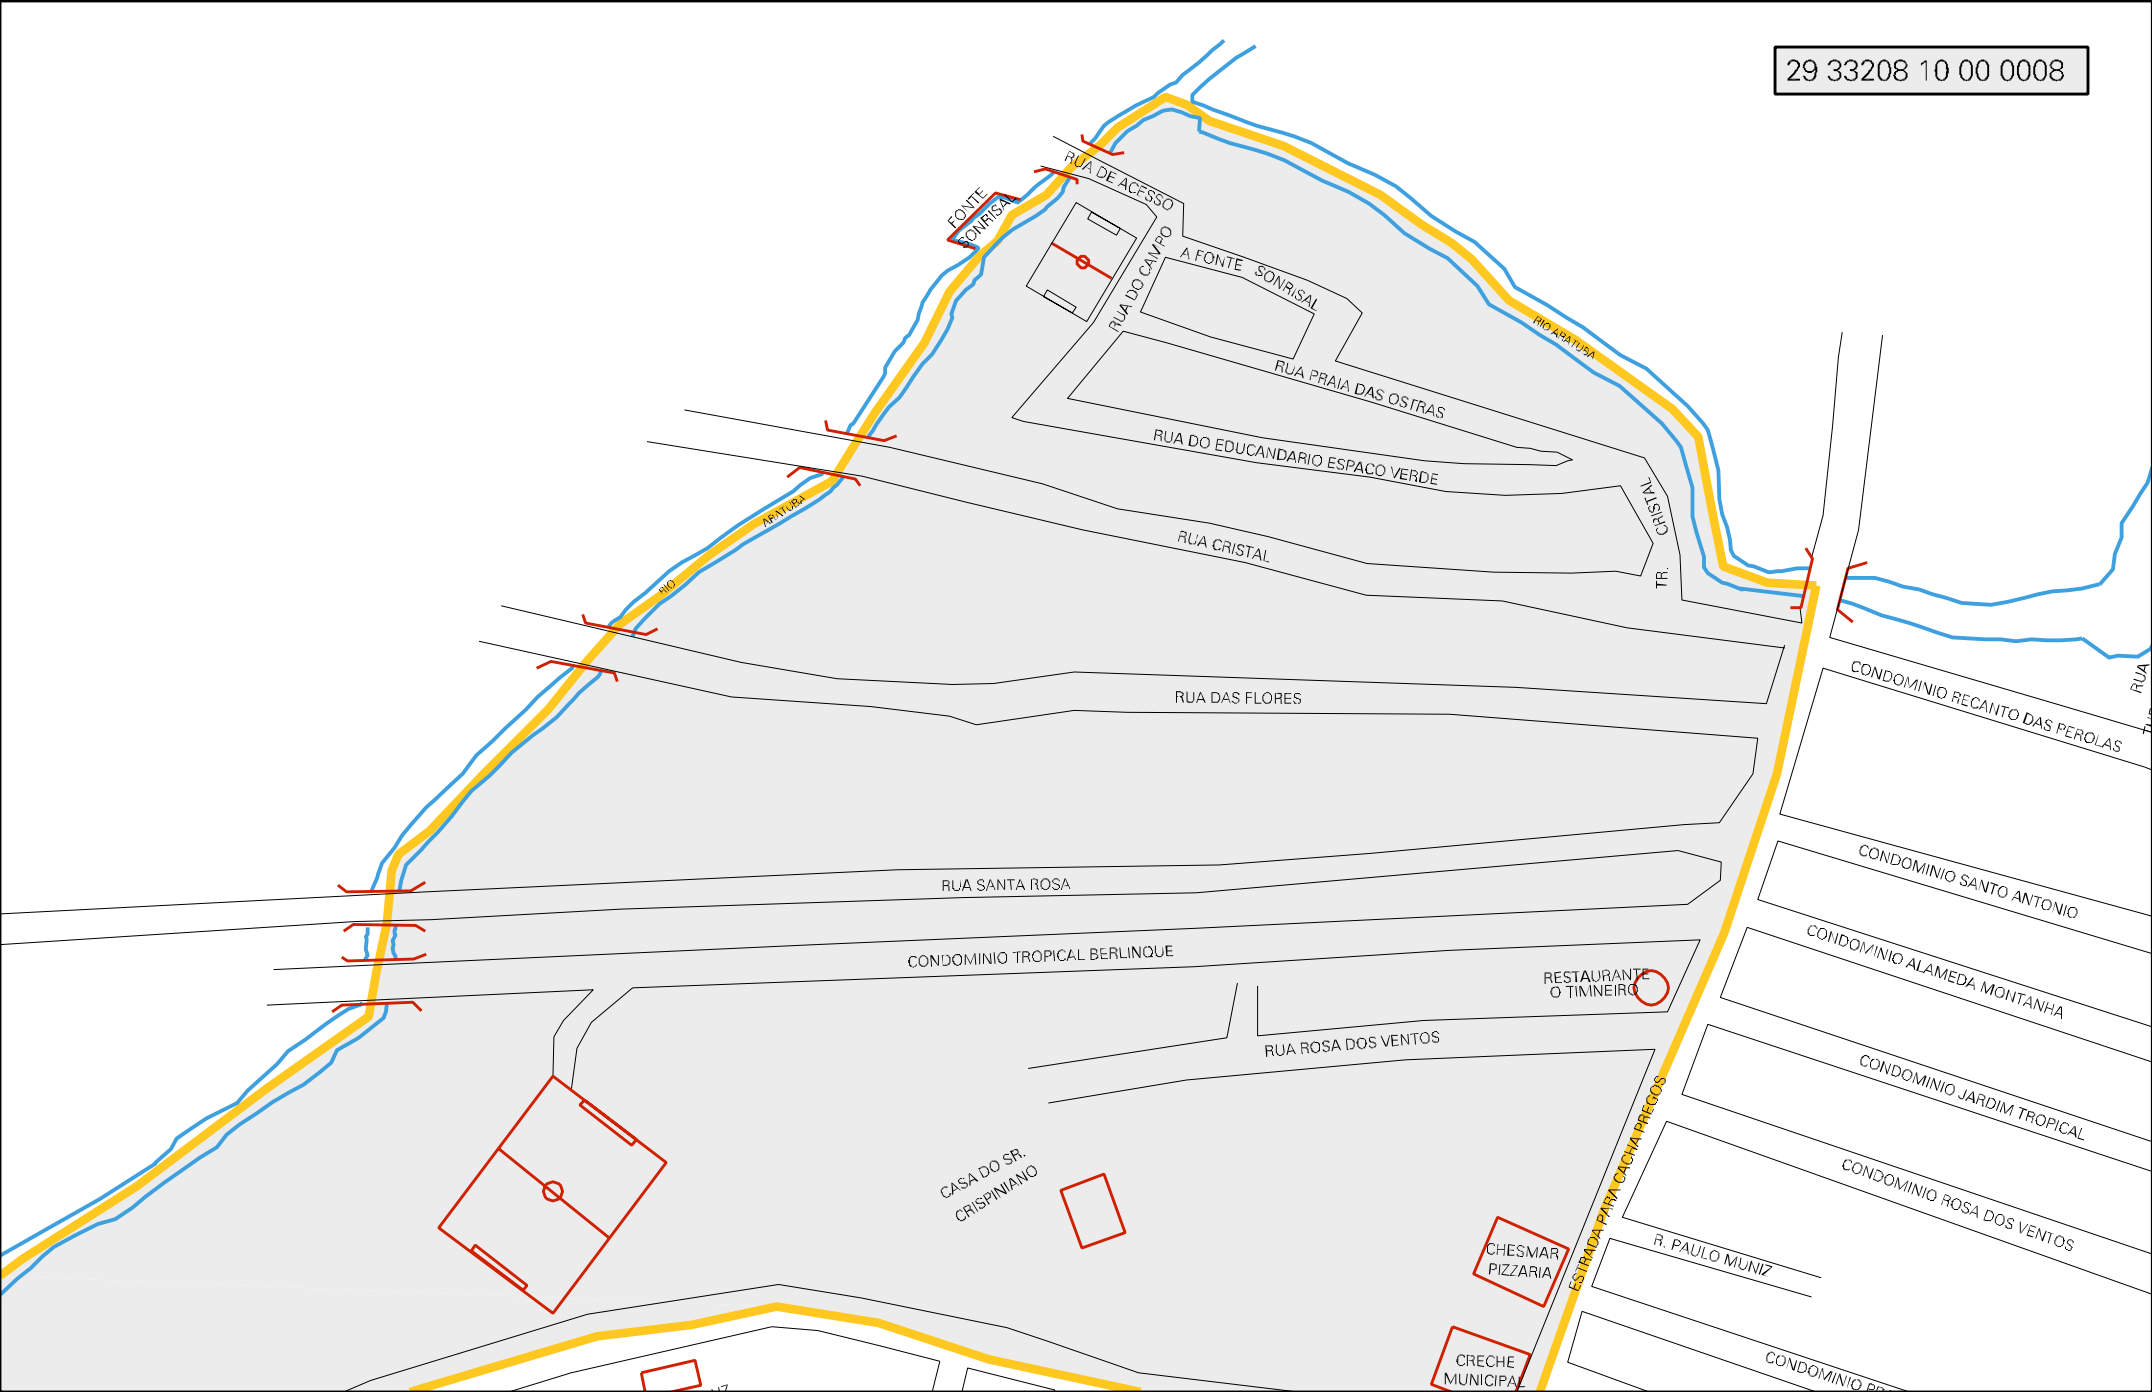 29 33208 10 00 0008
RUA DE ACESSO
FONTE
SONRISAL
RUA DO CAMPO
A FONTE SONRISAL
RIO ARATUBA
RUA PRAIA DAS OSTRAS
RUA DO EDUCANDARIO ESPACO VERDE
TR. CRISTAL
RUA CRISTAL
RIO ARATUBA
RUA
CONDOMINIO RECANTO DAS PEROLAS
RUA DAS FLORES
CONDOMINIO SANTO ANTONIO
RUA SANTA ROSA
CONDOMINIO ALAMEDA MONTANHA
CONDOMINIO TROPICAL BERLINQUE
RESTAURANTE
O TIMNEIRO
RUA ROSA DOS VENTOS
CONDOMINIO JARDIM TROPICAL
ESTRADA PARA CACHA PREGOS
CASA DO SR.
CRISPINIANO
CONDOMINIO ROSA DOS VENTOS
CHESMAR
PIZZARIA
R. PAULO MUNIZ
CRECHE
MUNICIPAL
CONDOMINIO